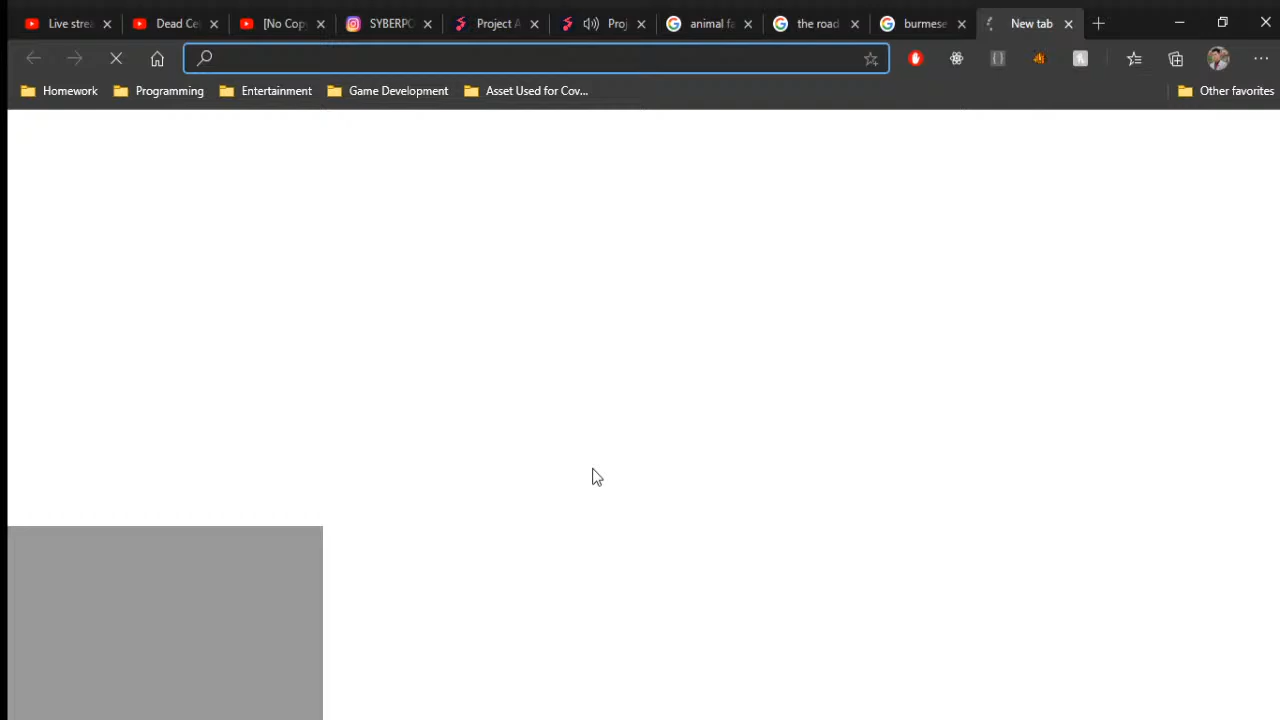 Live strea Dead Ce [No Cop SYBERPO Project A Proj animal fa the road burmese New tab
Homework Programming Entertainment Game Development Asset Used for Cov... Other favorites